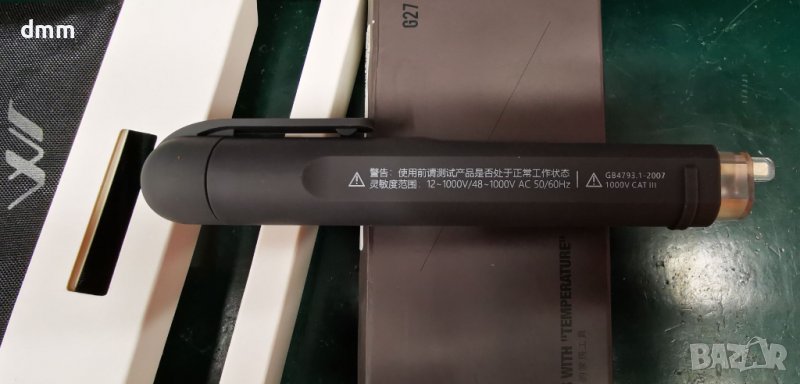 dmm
G27
警告：使用前请测试产品是否处于正常工作状态
灵敏度范围：12~1000V/48~1000V AC 50/60Hz
GB4793.1-2007
1000V CAT III
WITH "TEMPERATURE"
BAZAR